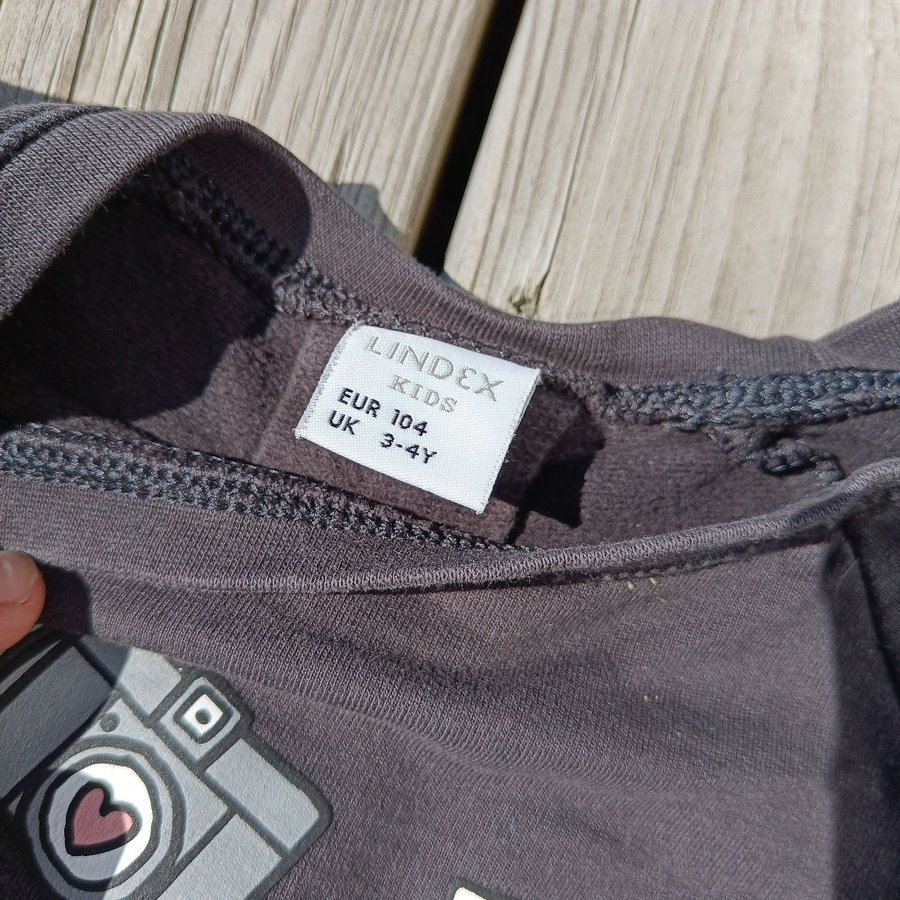 LINDEX
KIDS
EUR 104
UK 3-4Y